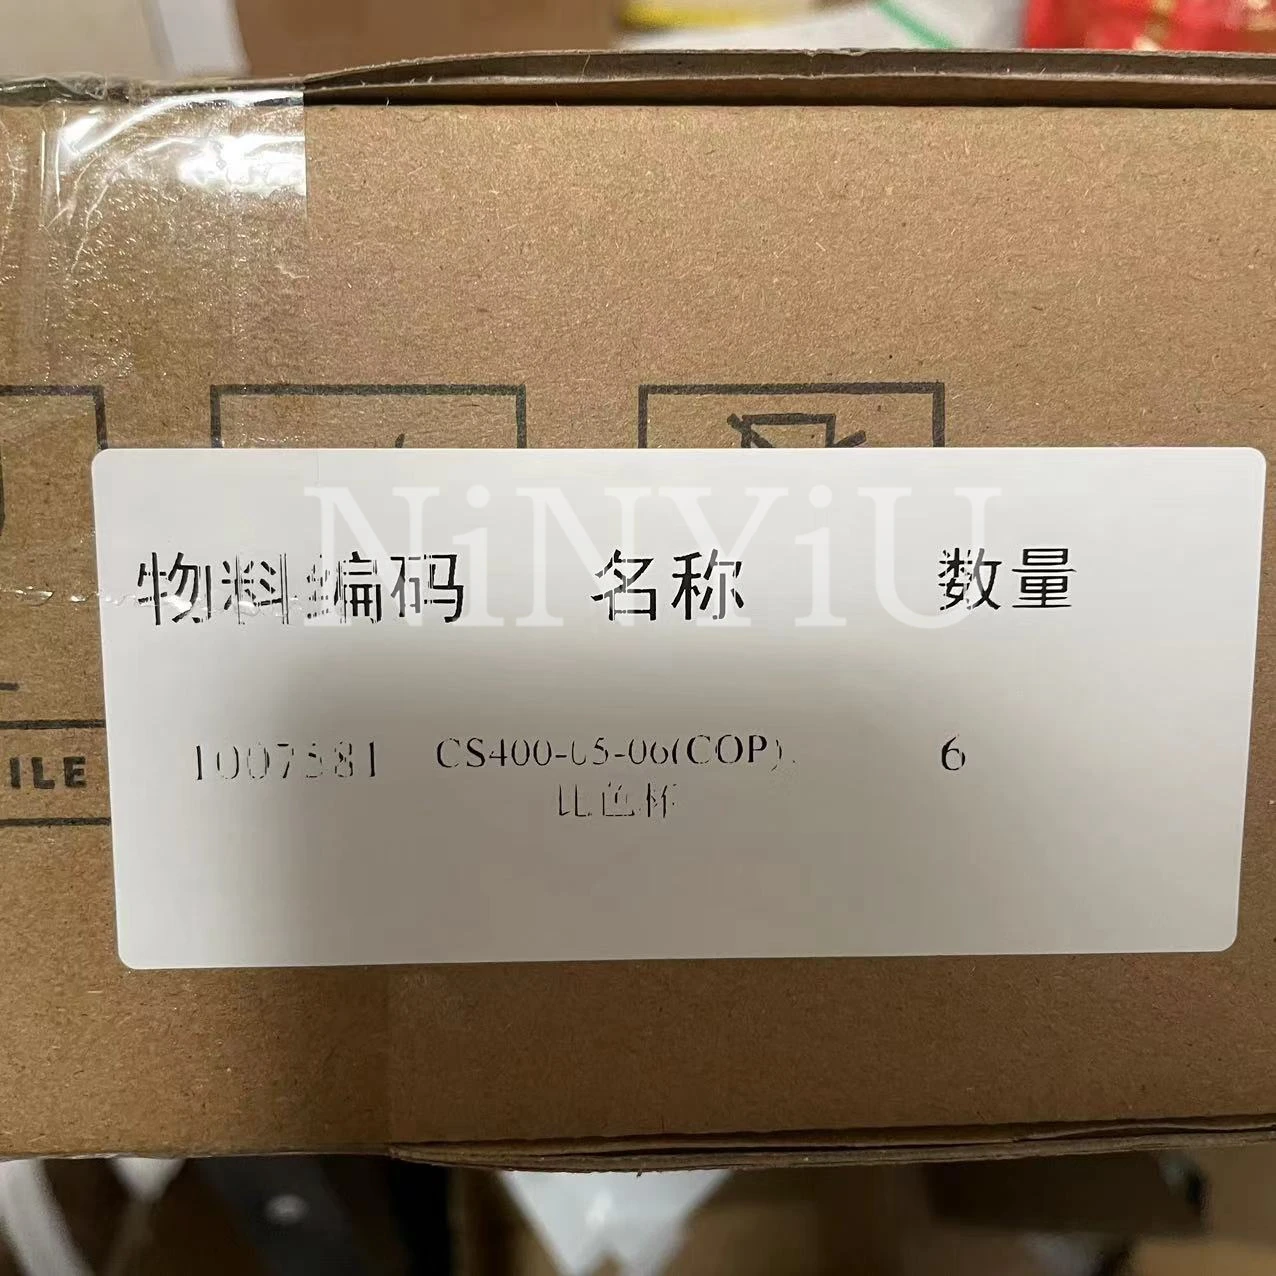 NiNYiU
物料编码 名称 数量
1007581 CS400-05-06(COP) 6
比色杯
ILE